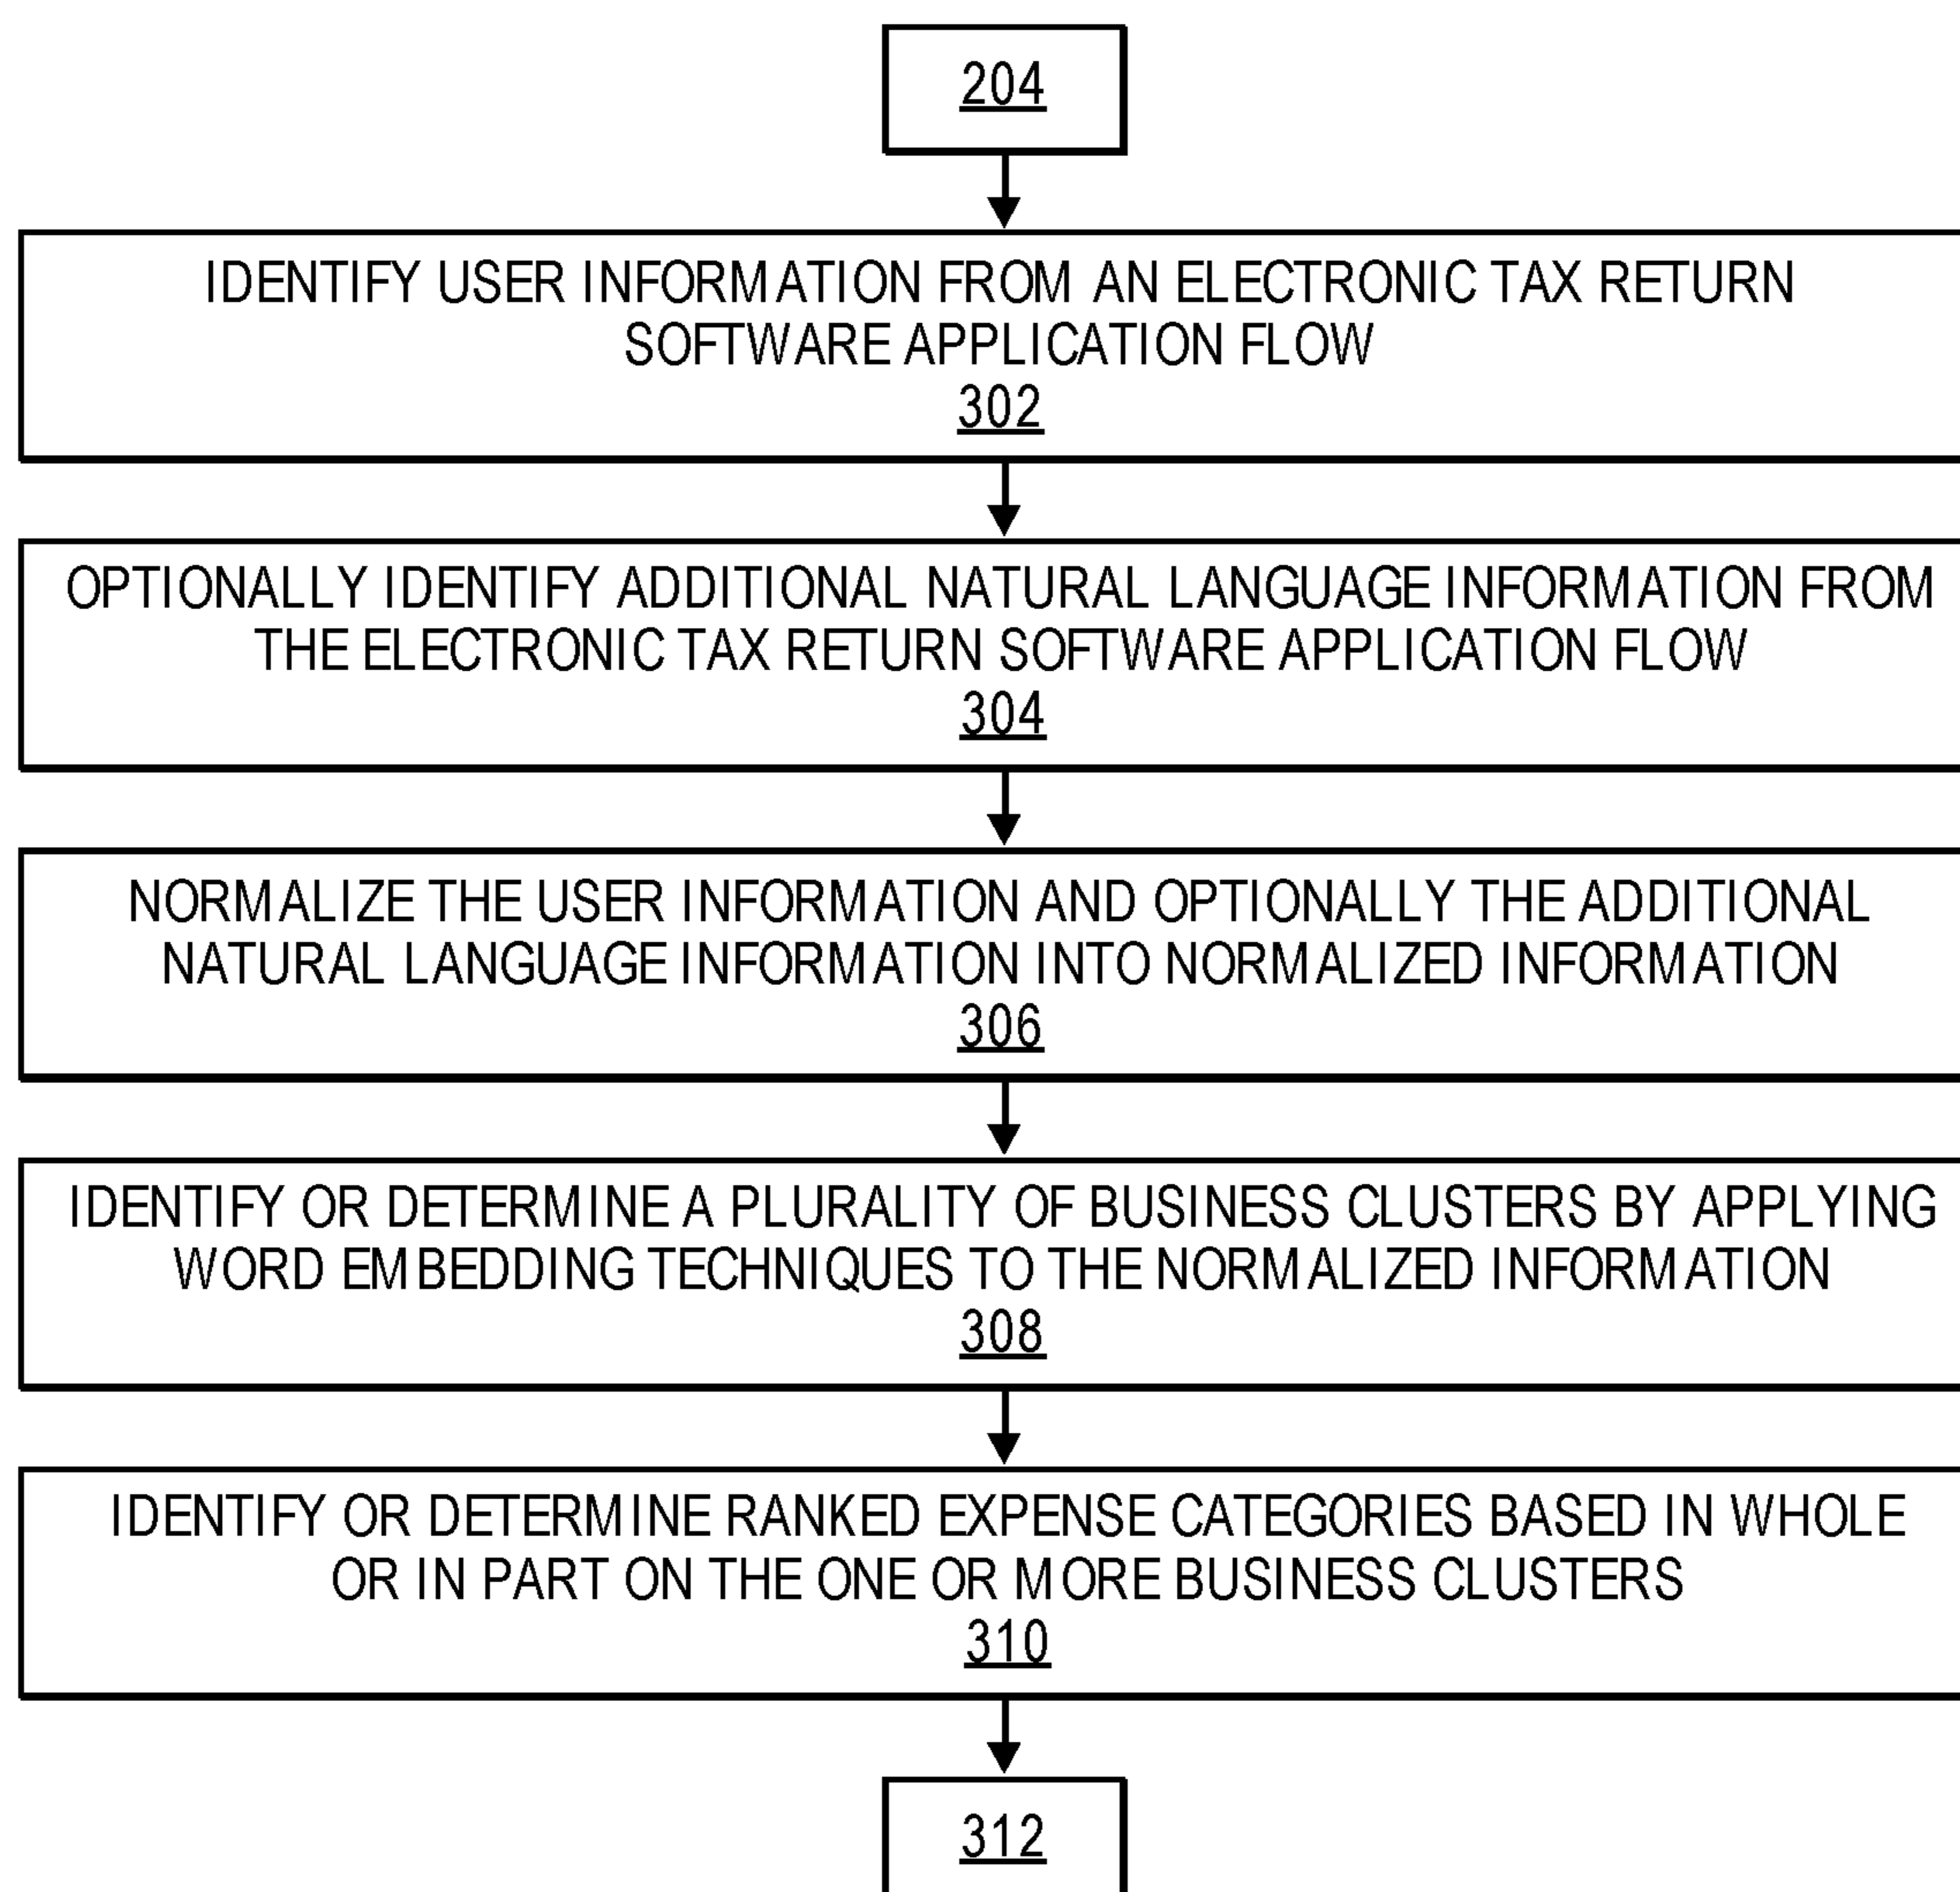 204
IDENTIFY USER INFORMATION FROM AN ELECTRONIC TAX RETURN
SOFTWARE APPLICATION FLOW
302
OPTIONALLY IDENTIFY ADDITIONAL NATURAL LANGUAGE INFORMATION FROM
THE ELECTRONIC TAX RETURN SOFTWARE APPLICATION FLOW
304
NORMALIZE THE USER INFORMATION AND OPTIONALLY THE ADDITIONAL
NATURAL LANGUAGE INFORMATION INTO NORMALIZED INFORMATION
306
IDENTIFY OR DETERMINE A PLURALITY OF BUSINESS CLUSTERS BY APPLYING
WORD EMBEDDING TECHNIQUES TO THE NORMALIZED INFORMATION
308
IDENTIFY OR DETERMINE RANKED EXPENSE CATEGORIES BASED IN WHOLE
OR IN PART ON THE ONE OR MORE BUSINESS CLUSTERS
310
312